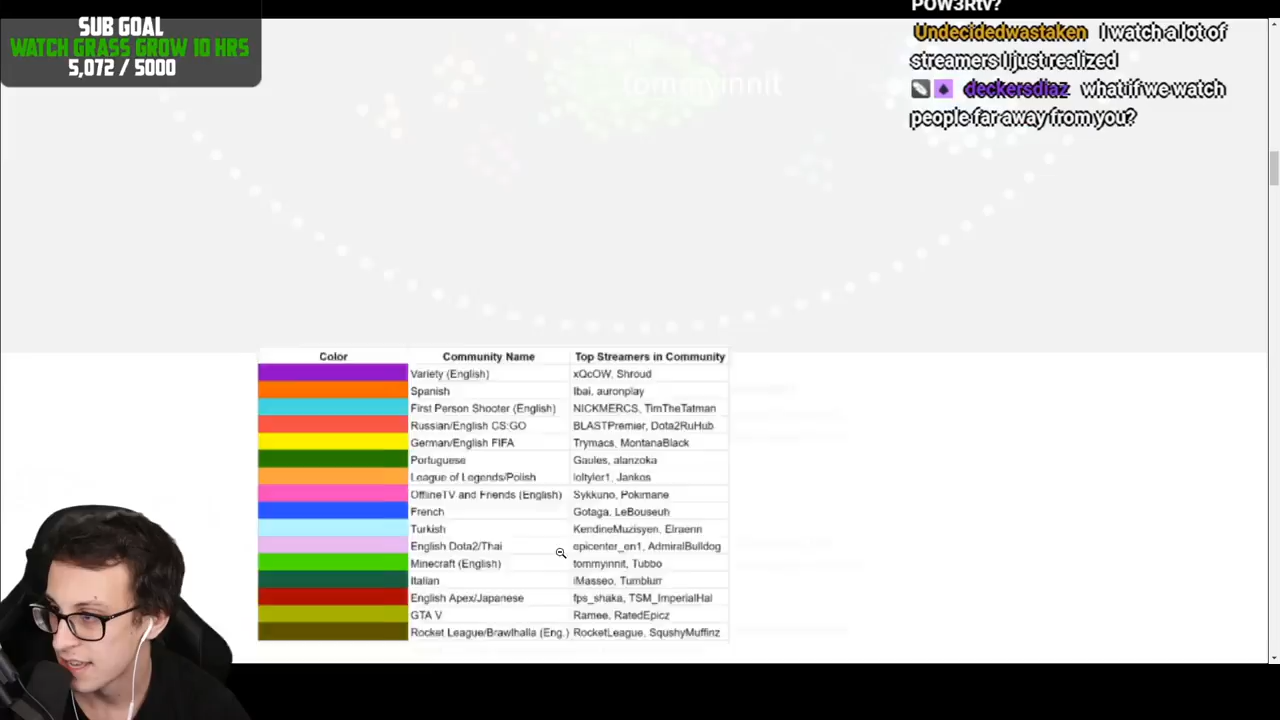 SUB GOAL
WATCH GRASS GROW 10 HRS
5,072 / 5000
POW3Rtv?
Undecidedwastaken I watch a lot of
streamers I just realized
deckersdiaz what if we watch
people far away from you?
tommyinnit
Color Community Name Top Streamers in Community
Variety (English) xQcOW, Shroud
Spanish Ibai, auronplay
First Person Shooter (English) NICKMERCS, TimTheTatman
Russian/English CS:GO BLASTPremier, Dota2RuHub
German/English FIFA Trymacs, MontanaBlack
Portuguese Gaules, alanzoka
League of Legends/Polish loltyler1, Jankos
OfflineTV and Friends (English) Sykkuno, Pokimane
French Gotaga, LeBouseuh
Turkish KendineMuzisyen, Elraenn
English Dota2/Thai epicenter_en1, AdmiralBulldog
Minecraft (English) tommyinnit, Tubbo
Italian iMasseo, Tumblurr
English Apex/Japanese fps_shaka, TSM_ImperialHal
GTA V Ramee, RatedEpicz
Rocket League/Brawlhalla (Eng.) RocketLeague, SqushyMuffinz